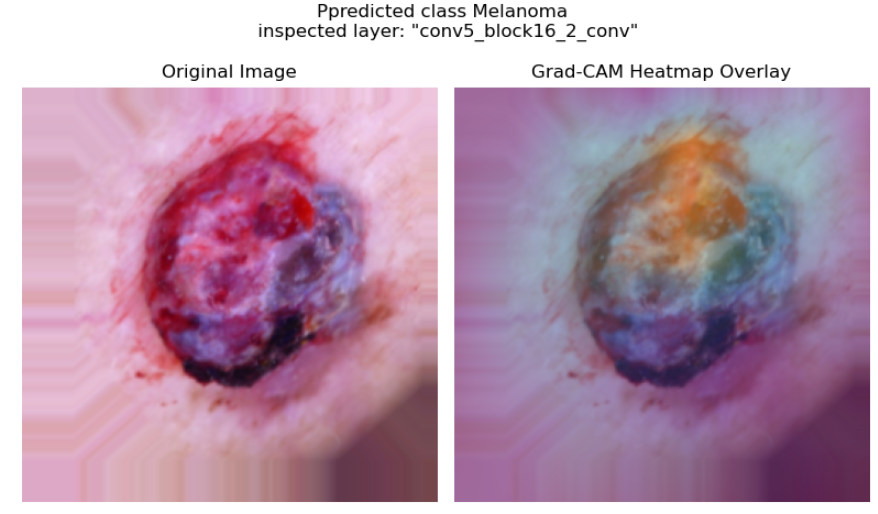 Ppredicted class Melanoma
inspected layer: "conv5_block16_2_conv"
Original Image
Grad-CAM Heatmap Overlay